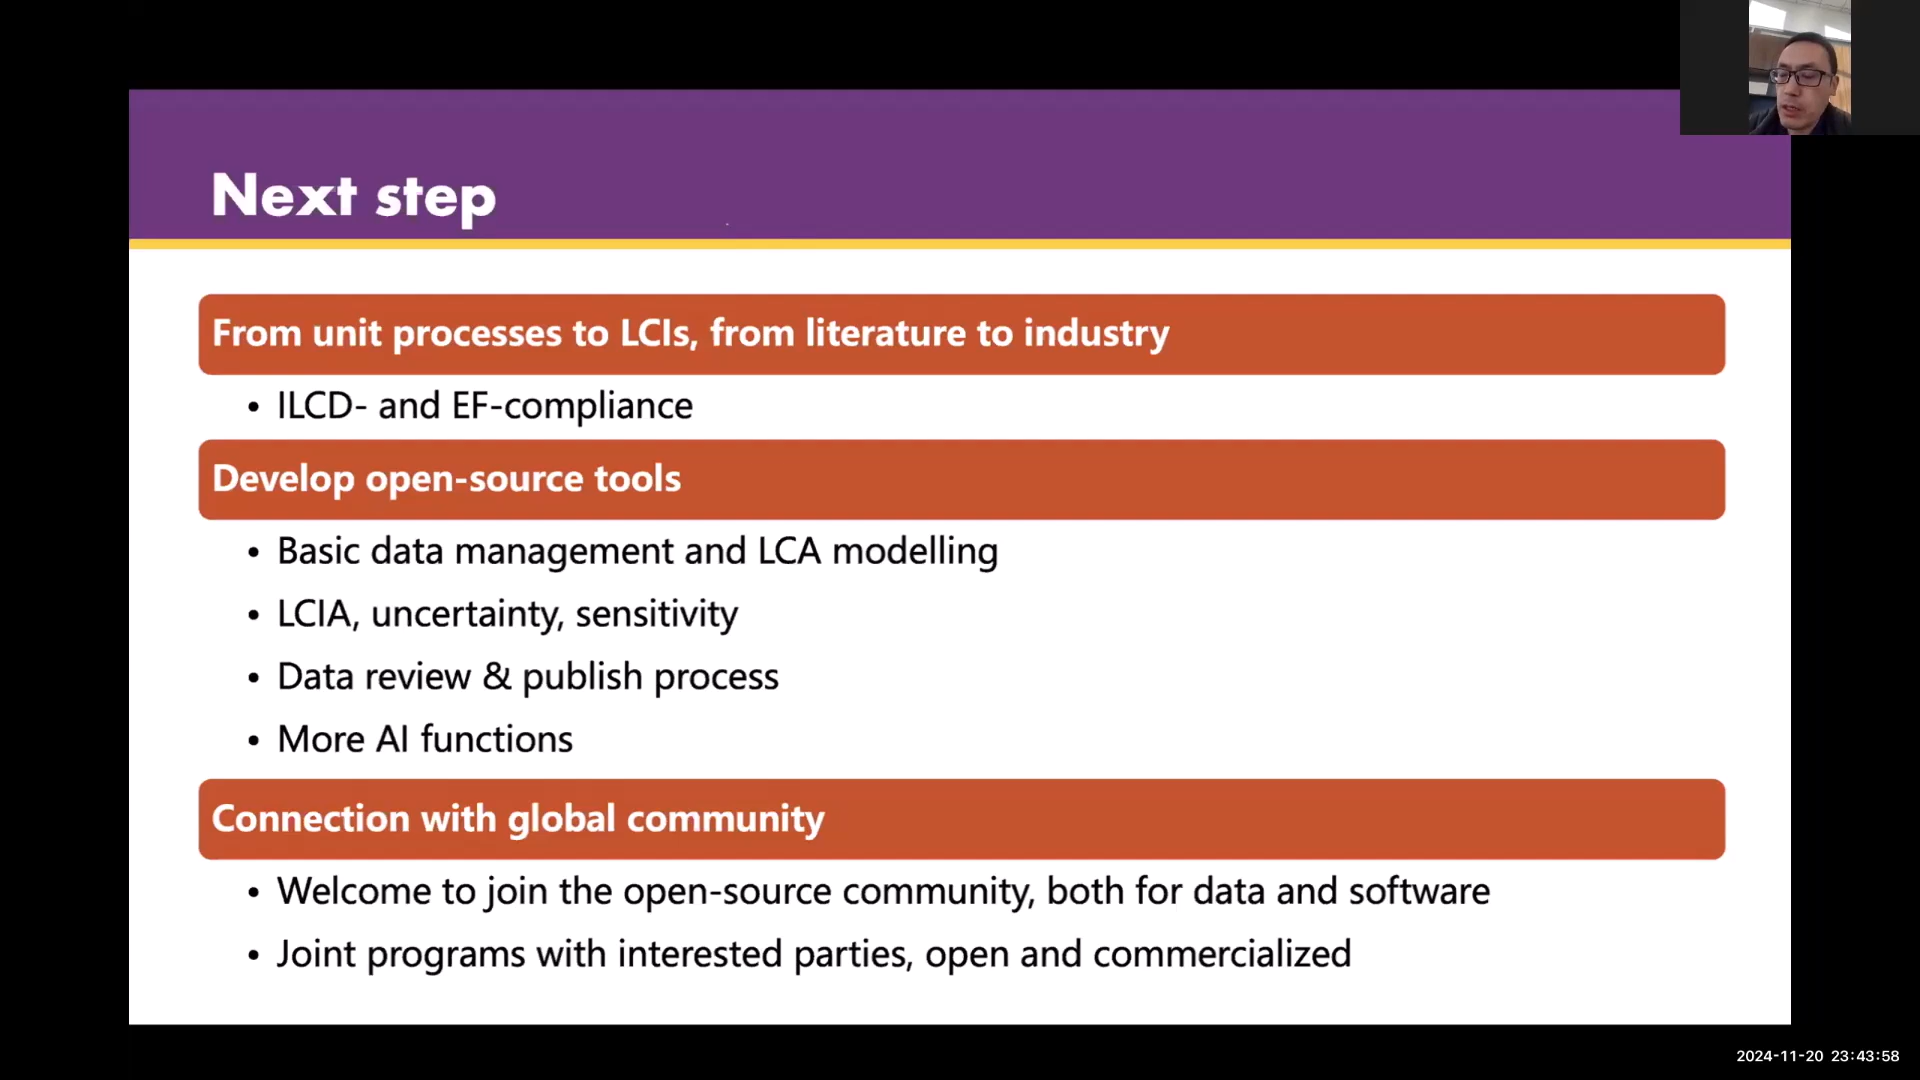 Next step
From unit processes to LCIs, from literature to industry
• ILCD- and EF-compliance
Develop open-source tools
• Basic data management and LCA modelling
• LCIA, uncertainty, sensitivity
• Data review & publish process
• More AI functions
Connection with global community
• Welcome to join the open-source community, both for data and software
• Joint programs with interested parties, open and commercialized
2024-11-20 23:43:58